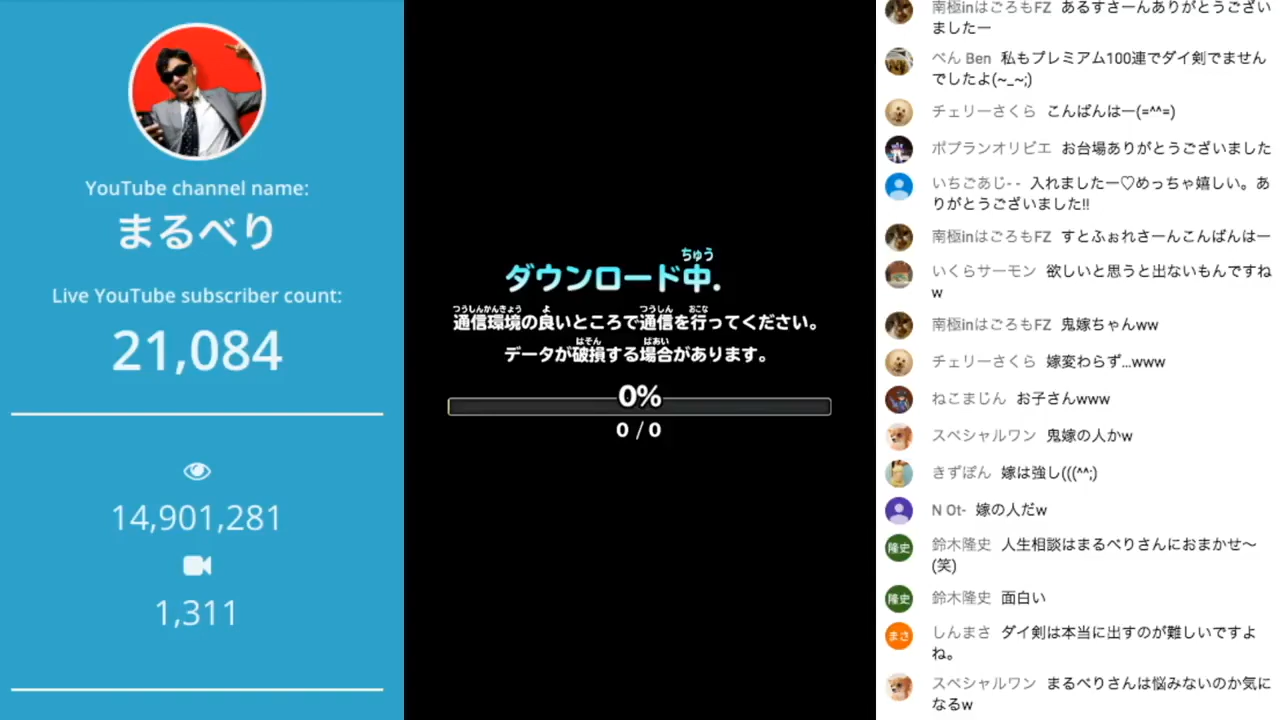 YouTube channel name:
まるべり
Live YouTube subscriber count:
21,084
14,901,281
1,311
ちゅう
ダウンロード中.
つうしんかんきょう よ つうしん おこな
通信環境の良いところで通信を行ってください。
はそん ばあい
データが破損する場合があります。
0%
0 / 0
南極inはごろもFZ あるすさーんありがとうござい
ましたー
べん Ben 私もプレミアム100連でダイ剣でません
でしたよ(~_~;)
チェリーさくら こんばんはー(=^^=)
ポプランオリビエ お台場ありがとうございました
いちごあじ- - 入れましたー♡めっちゃ嬉しい。あ
りがとうございました!!
南極inはごろもFZ すとふぉれさーんこんばんはー
いくらサーモン 欲しいと思うと出ないもんですね
w
南極inはごろもFZ 鬼嫁ちゃんww
チェリーさくら 嫁変わらず...www
ねこまじん お子さんwww
スペシャルワン 鬼嫁の人かw
きずぽん 嫁は強し(((^^;)
N Ot- 嫁の人だw
隆史
鈴木隆史 人生相談はまるべりさんにおまかせ〜
(笑)
隆史
鈴木隆史 面白い
まさ
しんまさ ダイ剣は本当に出すのが難しいですよ
ね。
スペシャルワン まるべりさんは悩みないのか気に
なるw